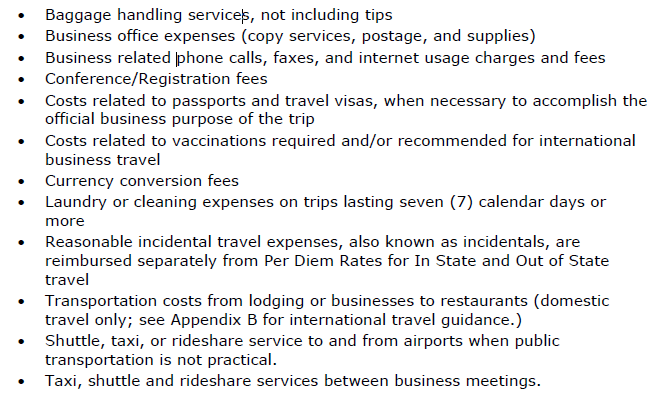 • Baggage handling services, not including tips
• Business office expenses (copy services, postage, and supplies)
• Business related phone calls, faxes, and internet usage charges and fees
• Conference/Registration fees
• Costs related to passports and travel visas, when necessary to accomplish the
official business purpose of the trip
• Costs related to vaccinations required and/or recommended for international
business travel
• Currency conversion fees
• Laundry or cleaning expenses on trips lasting seven (7) calendar days or
more
• Reasonable incidental travel expenses, also known as incidentals, are
reimbursed separately from Per Diem Rates for In State and Out of State
travel
• Transportation costs from lodging or businesses to restaurants (domestic
travel only; see Appendix B for international travel guidance.)
• Shuttle, taxi, or rideshare service to and from airports when public
transportation is not practical.
• Taxi, shuttle and rideshare services between business meetings.